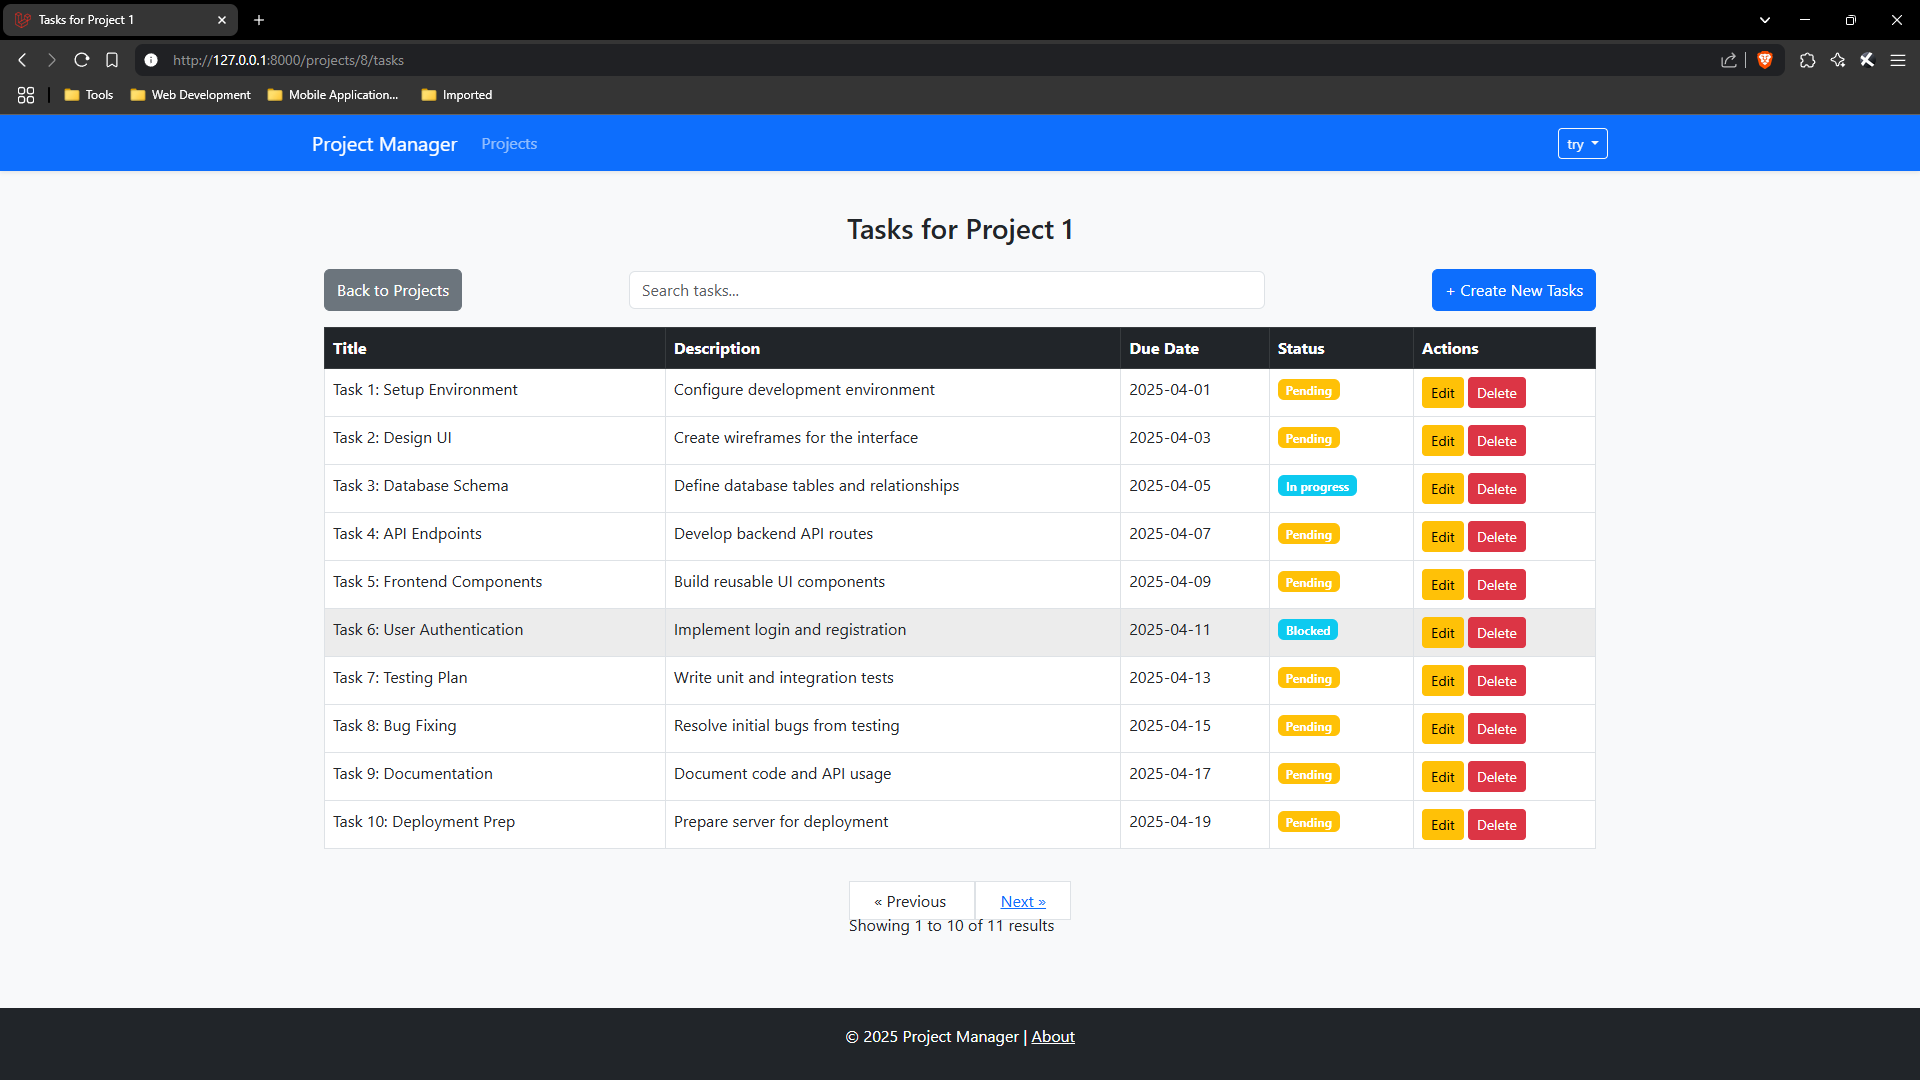 Tasks for Project 1
http://127.0.0.1:8000/projects/8/tasks
Tools Web Development Mobile Application... Imported
Project Manager Projects try
Tasks for Project 1
Back to Projects Search tasks... + Create New Tasks
Title Description Due Date Status Actions
Task 1: Setup Environment Configure development environment 2025-04-01 Pending Edit Delete
Task 2: Design UI Create wireframes for the interface 2025-04-03 Pending Edit Delete
Task 3: Database Schema Define database tables and relationships 2025-04-05 In progress Edit Delete
Task 4: API Endpoints Develop backend API routes 2025-04-07 Pending Edit Delete
Task 5: Frontend Components Build reusable UI components 2025-04-09 Pending Edit Delete
Task 6: User Authentication Implement login and registration 2025-04-11 Blocked Edit Delete
Task 7: Testing Plan Write unit and integration tests 2025-04-13 Pending Edit Delete
Task 8: Bug Fixing Resolve initial bugs from testing 2025-04-15 Pending Edit Delete
Task 9: Documentation Document code and API usage 2025-04-17 Pending Edit Delete
Task 10: Deployment Prep Prepare server for deployment 2025-04-19 Pending Edit Delete
« Previous Next »
Showing 1 to 10 of 11 results
© 2025 Project Manager | About